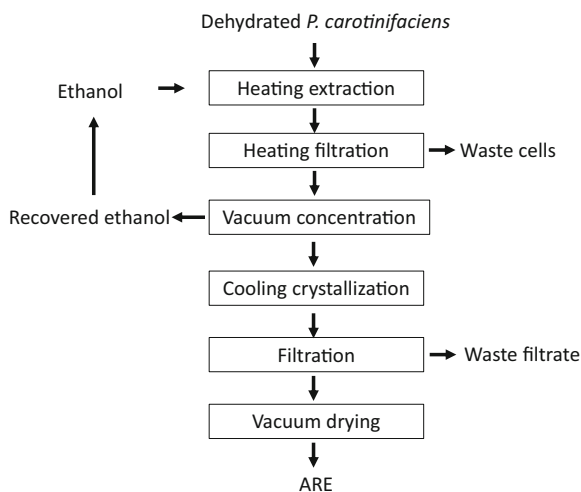 Dehydrated P. carotinifaciens
Ethanol
Heating extraction
Heating filtration
Waste cells
Recovered ethanol
Vacuum concentration
Cooling crystallization
Filtration
Waste filtrate
Vacuum drying
ARE